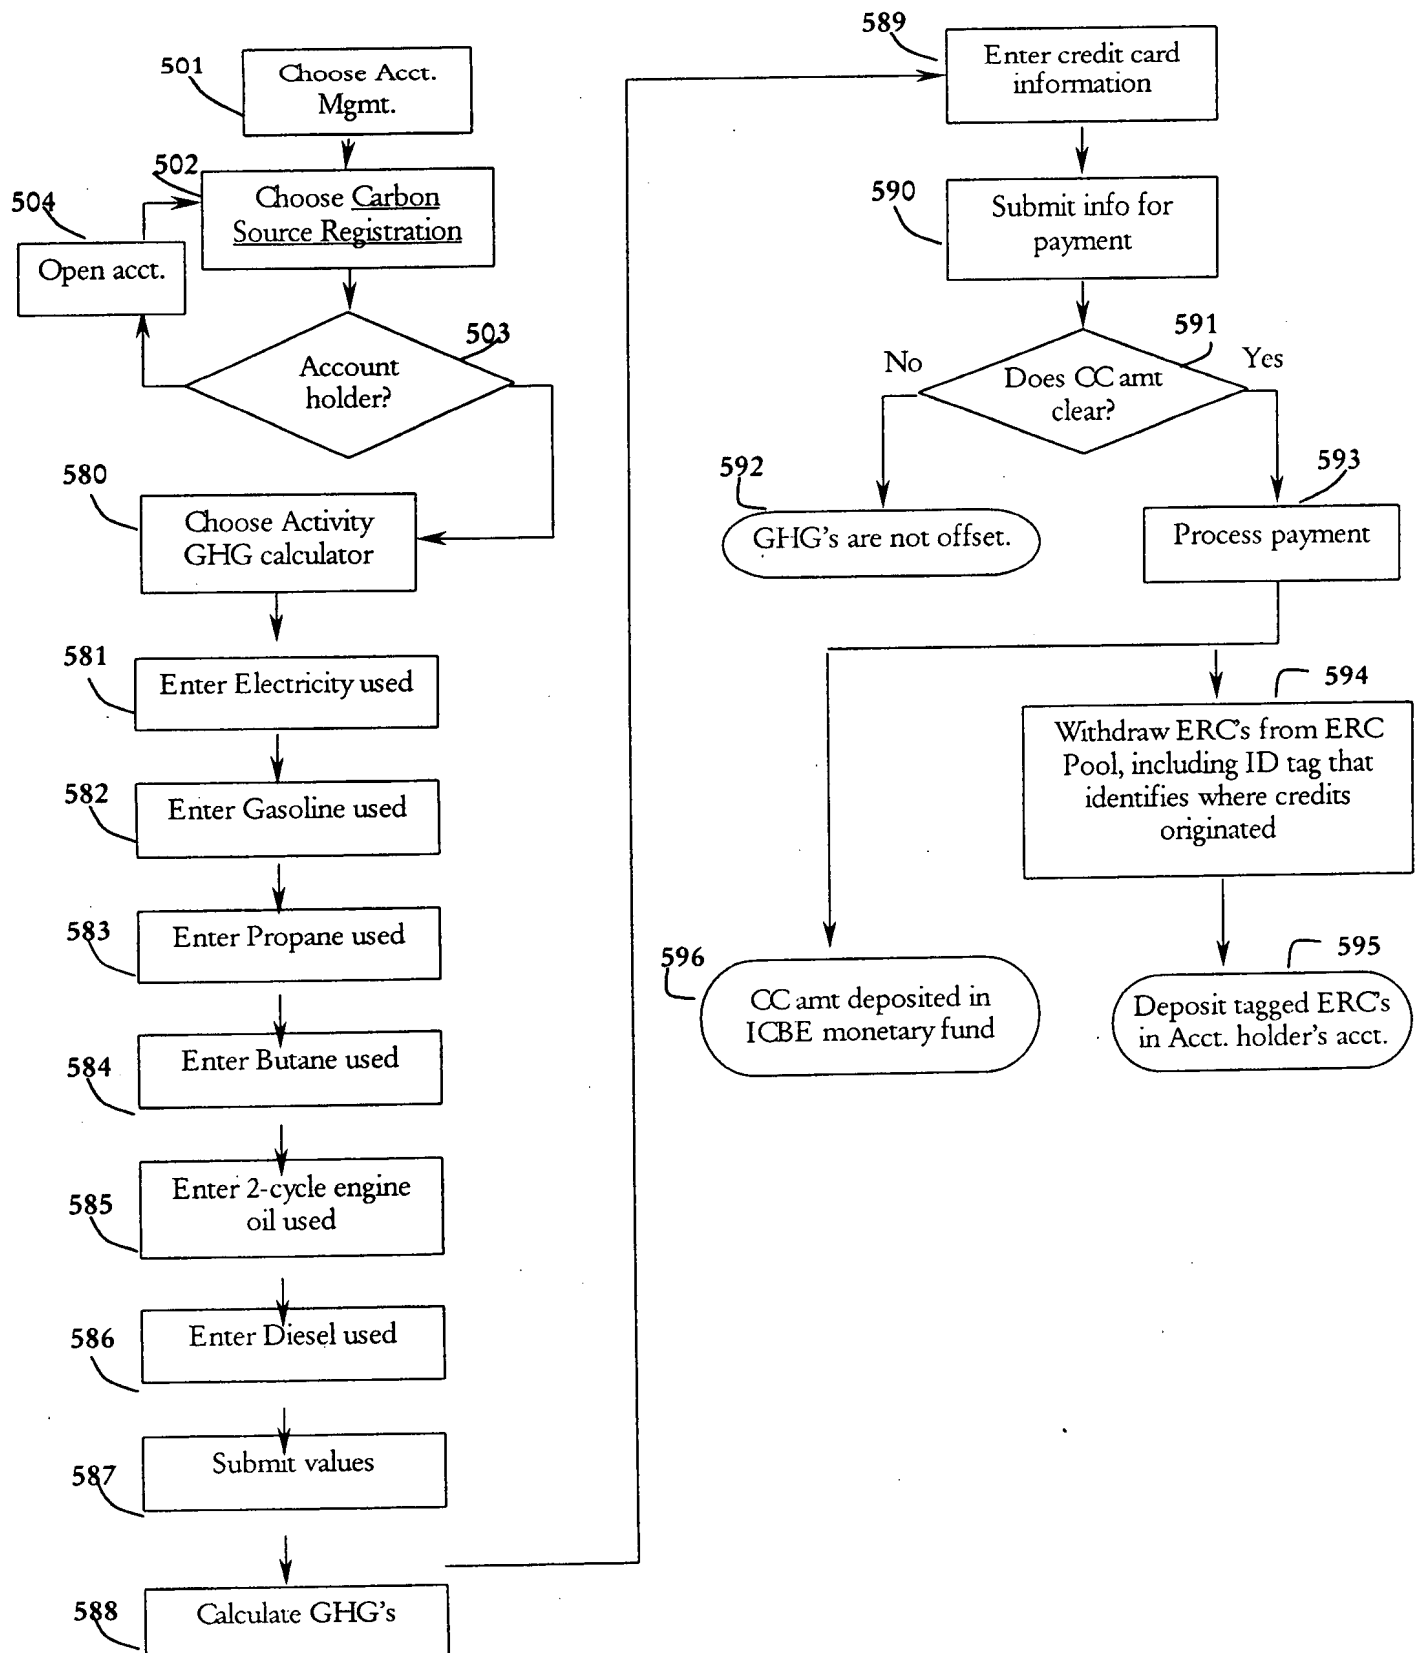 501
Choose Acct.
Mgmt.
502
Choose Carbon
Source Registration
504
Open acct.
503
Account
holder?
580
Choose Activity
GHG calculator
581
Enter Electricity used
582
Enter Gasoline used
583
Enter Propane used
584
Enter Butane used
585
Enter 2-cycle engine
oil used
586
Enter Diesel used
587
Submit values
588
Calculate GHG's
589
Enter credit card
information
590
Submit info for
payment
591
No
Yes
Does CC amt
clear?
592
GHG's are not offset.
593
Process payment
594
Withdraw ERC's from ERC
Pool, including ID tag that
identifies where credits
originated
596
CC amt deposited in
ICBE monetary fund
595
Deposit tagged ERC's
in Acct. holder's acct.